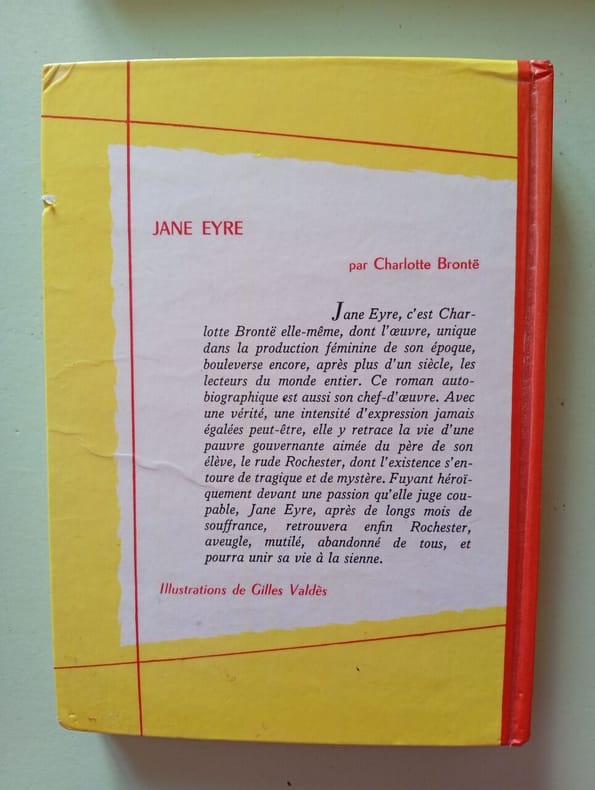 JANE EYRE
par Charlotte Brontë
Jane Eyre, c'est Char-
lotte Brontë elle-même, dont l'œuvre, unique
dans la production féminine de son époque,
bouleverse encore, après plus d'un siècle, les
lecteurs du monde entier. Ce roman auto-
biographique est aussi son chef-d'œuvre. Avec
une vérité, une intensité d'expression jamais
égalées peut-être, elle y retrace la vie d'une
pauvre gouvernante aimée du père de son
élève, le rude Rochester, dont l'existence s'en-
toure de tragique et de mystère. Fuyant héroï-
quement devant une passion qu'elle juge cou-
pable, Jane Eyre, après de longs mois de
souffrance, retrouvera enfin Rochester,
aveugle, mutilé, abandonné de tous, et
pourra unir sa vie à la sienne.
Illustrations de Gilles Valdès